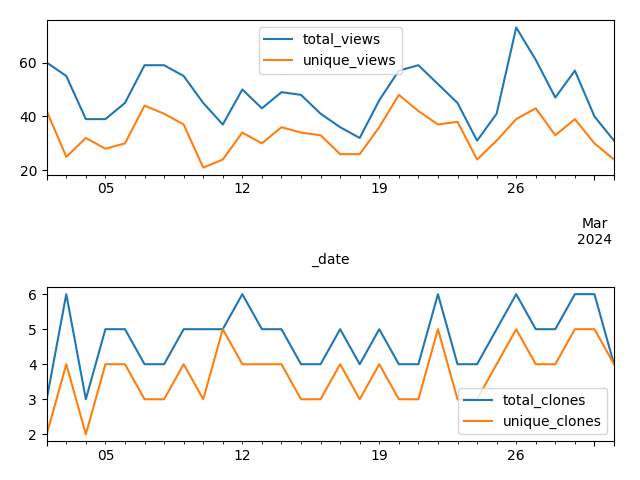 60
40
20
total_views
unique_views
05
12
19
26
Mar
2024
_date
6
5
4
3
2
total_clones
unique_clones
05
12
19
26